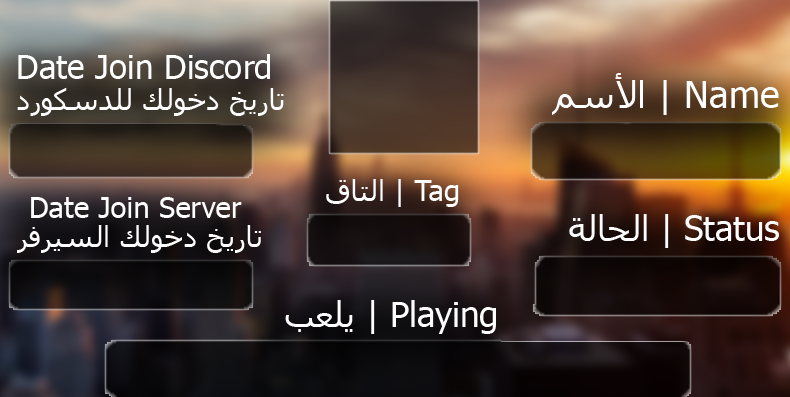 Date Join Discord
تاريخ دخولك للدسكورد
الأسم | Name
التاق | Tag
Date Join Server
تاريخ دخولك السيرفر
الحالة | Status
يلعب | Playing